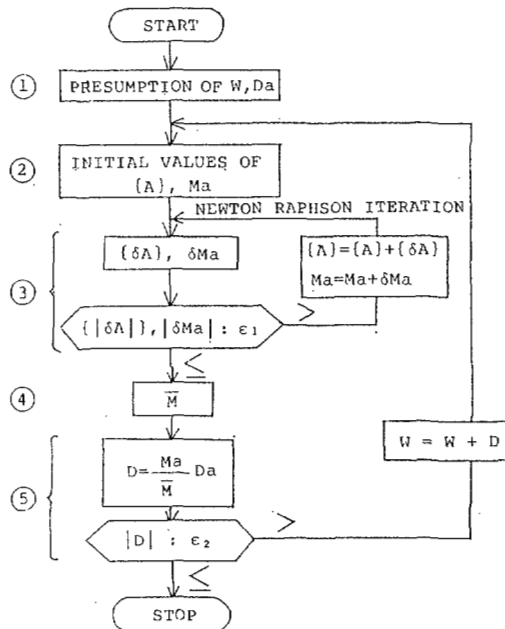 START
① PRESUMPTION OF W,Da
② INITIAL VALUES OF
{A}, Ma
NEWTON RAPHSON ITERATION
③ {δA}, δMa
{A}={A}+{δA}
Ma=Ma+δMa
{|δA|},|δMa| : ε₁
>
≤
④ M̅
W = W + D
⑤ D=Ma/M̅ Da
|D| : ε₂
>
≤
STOP